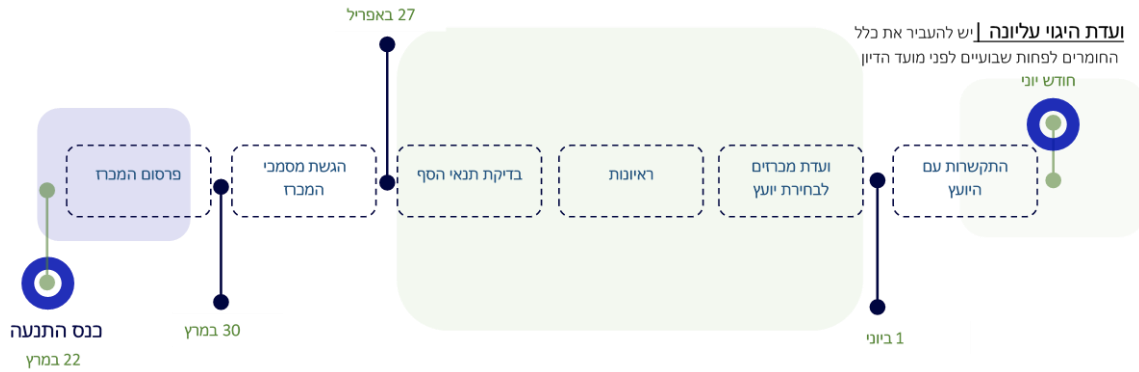 27 באפריל
ועדת היגוי עליונה | יש להעביר את כלל
החומרים לפחות שבועיים לפני מועד הדיון
חודש יוני
פרסום המכרז
הגשת מסמכי
המכרז
בדיקת תנאי הסף
ראיונות
ועדת מכרזים
לבחירת יועץ
התקשרות עם
היועץ
כנס התנעה
22 במרץ
30 במרץ
1 ביוני